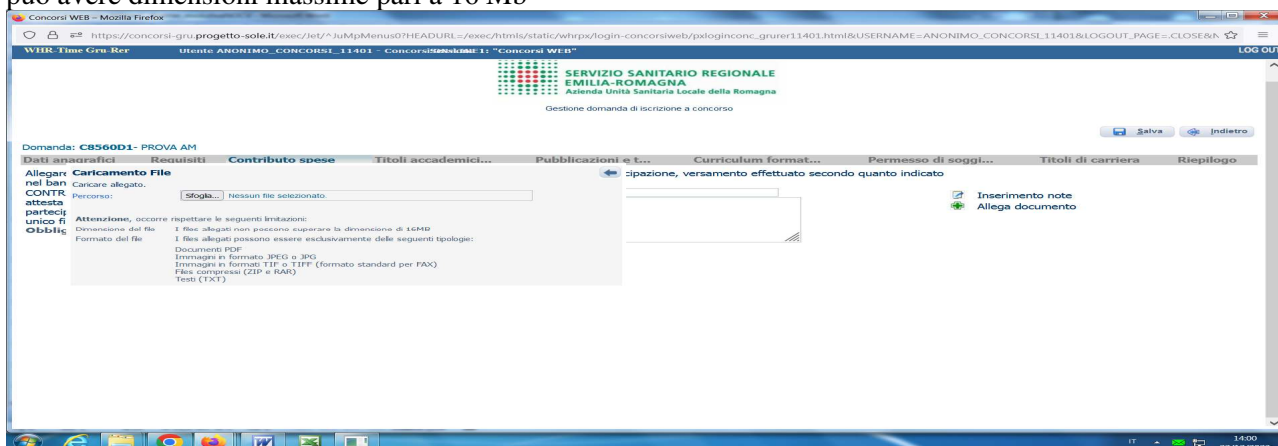 può avere dimensioni massime pari a 16 Mb
Concorsi WEB – Mozilla Firefox
https://concorsi-gru.progetto-sole.it/exec/Jet/^JuMpMenus0?HEADURL=/exec/htmls/static/whrpx/login-concorsiweb/pxloginconc_grurer11401.html&USERNAME=ANONIMO_CONCORSI_11401&LOGOUT_PAGE=.CLOSE&N
WHR-Time Gru-Rer Utente ANONIMO_CONCORSI_11401 - Concorsi 1: "Concorsi WEB" LOG OUT
SERVIZIO SANITARIO REGIONALE
EMILIA-ROMAGNA
Azienda Unità Sanitaria Locale della Romagna
Gestione domanda di iscrizione a concorso
Salva Indietro
Domanda: C8560D1- PROVA AM
Dati anagrafici Requisiti Contributo spese Titoli accademici... Pubblicazioni e t... Curriculum format... Permesso di soggi... Titoli di carriera Riepilogo
Allegare Caricamento File cipazione, versamento effettuato secondo quanto indicato
nel ban Caricare allegato.
CONTR Percorso: Sfoglia... Nessun file selezionato. Inserimento note
attesta Allega documento
partecip
unico fi Attenzione, occorre rispettare le seguenti limitazioni:
Obblig Dimensione del file I files allegati non possono superare la dimensione di 16MB
Formato del file I files allegati possono essere esclusivamente delle seguenti tipologie:
Documenti PDF
Immagini in formato JPEG o JPG
Immagini in formati TIF o TIFF (formato standard per FAX)
Files compressi (ZIP e RAR)
Testi (TXT)
IT 14:00